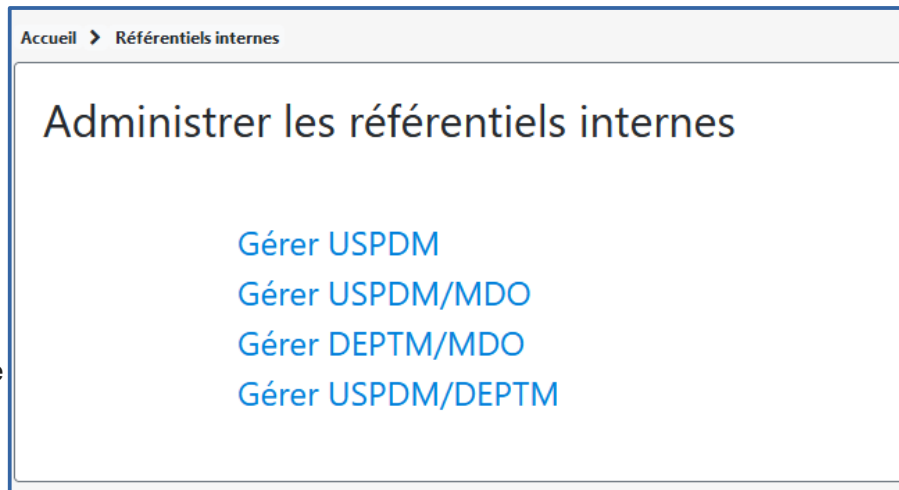 Accueil > Référentiels internes
Administrer les référentiels internes
Gérer USPDM
Gérer USPDM/MDO
Gérer DEPTM/MDO
e
Gérer USPDM/DEPTM